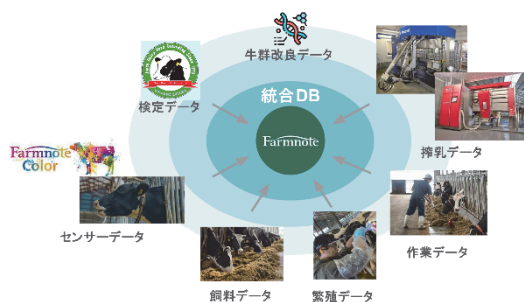 牛群改良データ
検定データ
統合DB
Farmnote
搾乳データ
Farmnote
Color
センサーデータ
作業データ
飼料データ
繁殖データ